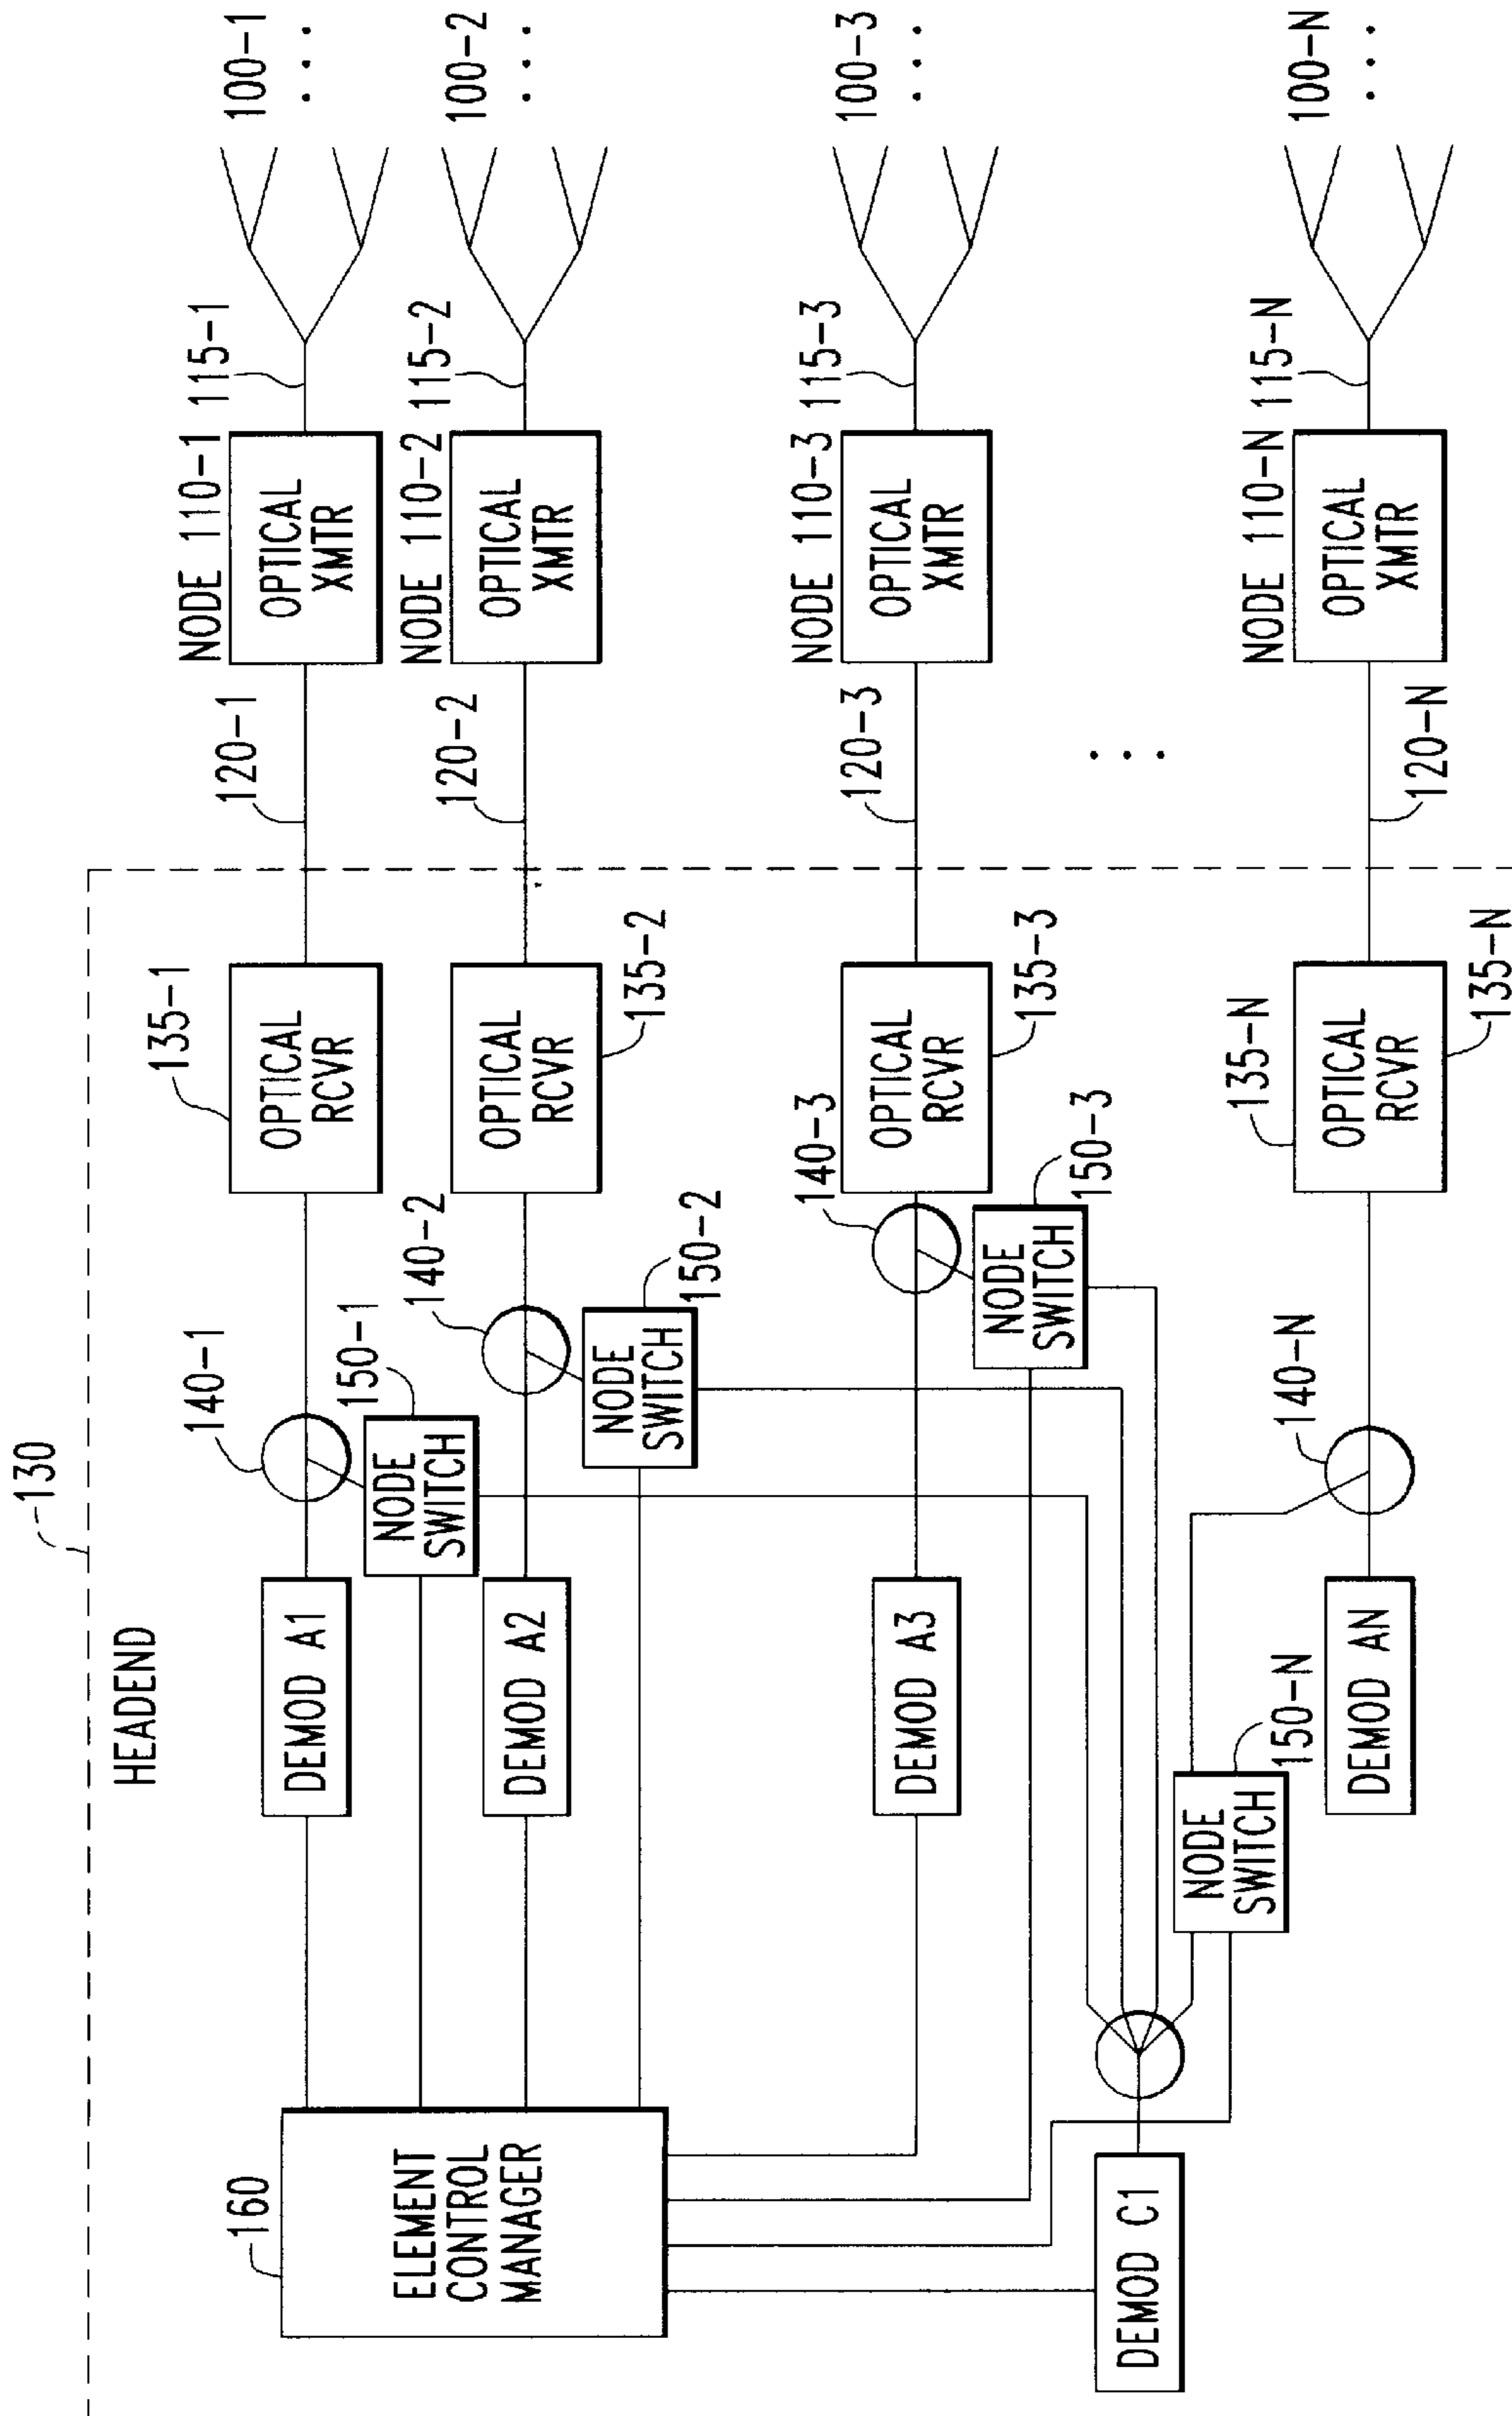 130
HEADEND
160
ELEMENT
CONTROL
MANAGER
DEMOD A1
140-1
NODE
SWITCH
150-1
135-1
OPTICAL
RCVR
120-1
NODE 110-1
OPTICAL
XMTR
115-1
100-1
...
DEMOD A2
140-2
NODE
SWITCH
150-2
OPTICAL
RCVR
135-2
120-2
NODE 110-2
OPTICAL
XMTR
115-2
100-2
...
DEMOD A3
140-3
NODE
SWITCH
150-3
OPTICAL
RCVR
135-3
120-3
NODE 110-3
OPTICAL
XMTR
115-3
100-3
...
...
DEMOD C1
NODE
SWITCH
150-N
DEMOD AN
140-N
135-N
OPTICAL
RCVR
135-N
120-N
NODE 110-N
OPTICAL
XMTR
115-N
100-N
...